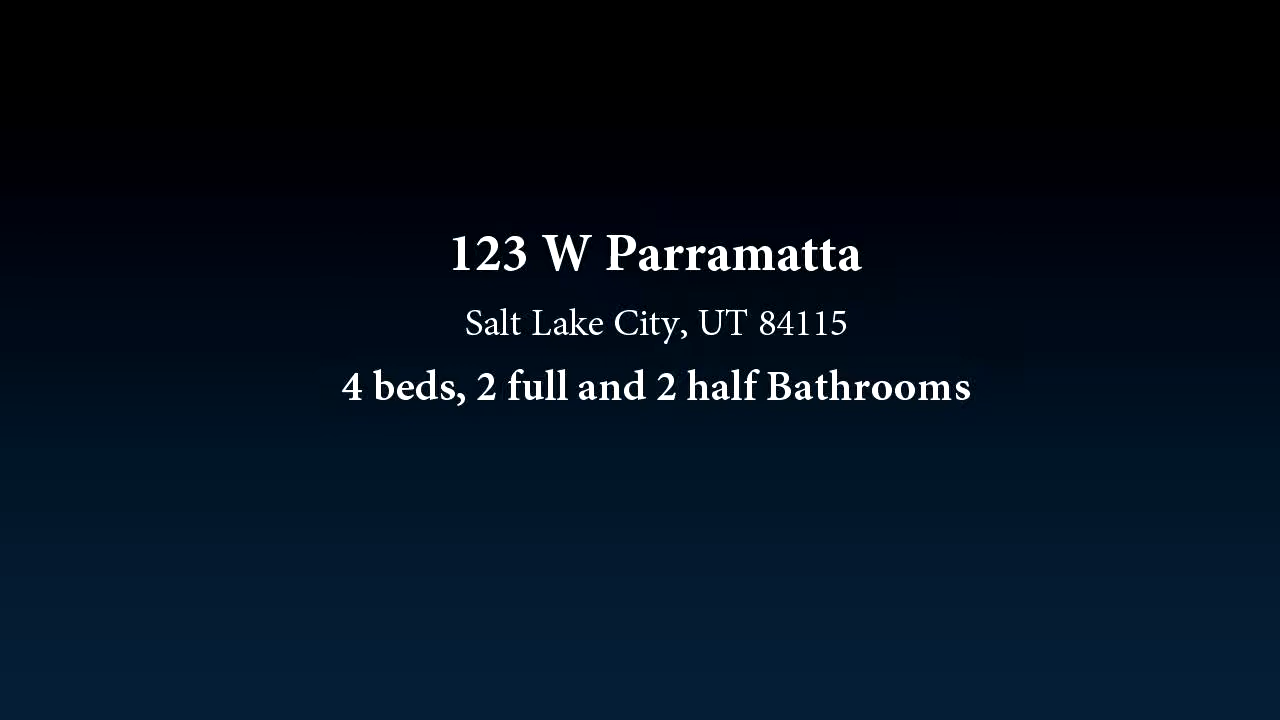 123 W Parramatta
Salt Lake City, UT 84115
4 beds, 2 full and 2 half Bathrooms